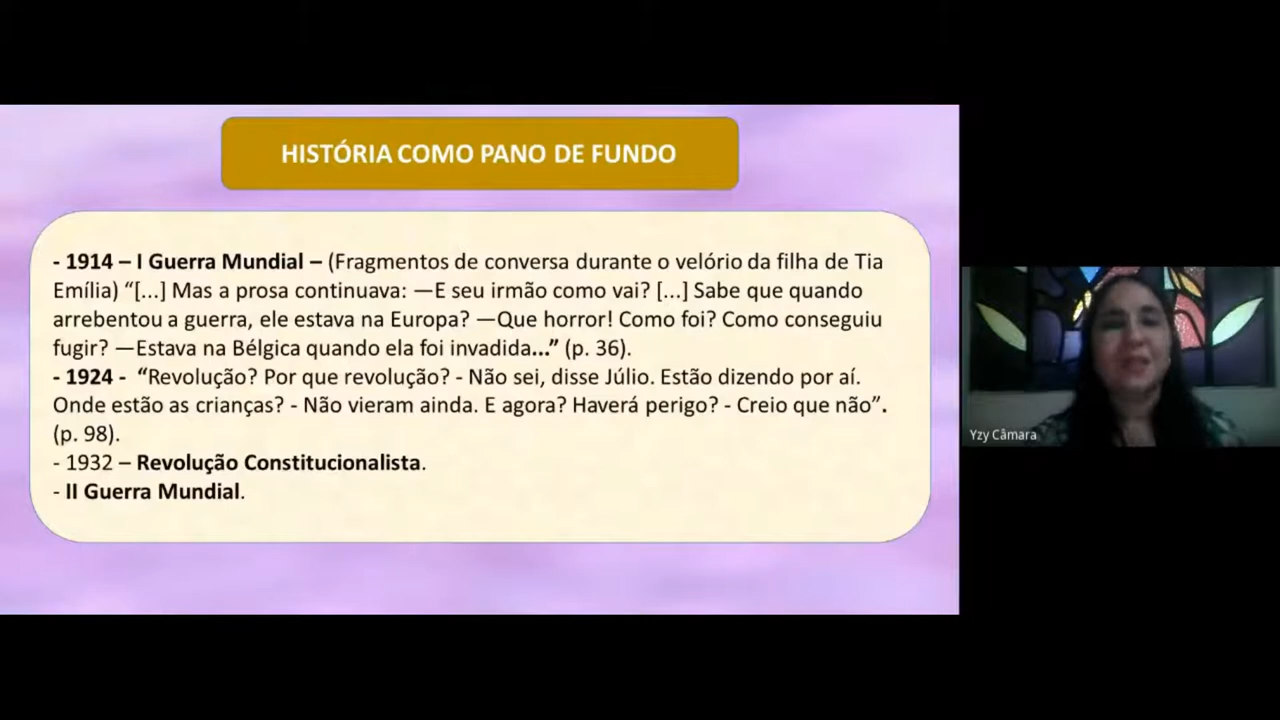 HISTÓRIA COMO PANO DE FUNDO
- 1914 – I Guerra Mundial – (Fragmentos de conversa durante o velório da filha de Tia
Emília) “[...] Mas a prosa continuava: —E seu irmão como vai? [...] Sabe que quando
arrebentou a guerra, ele estava na Europa? —Que horror! Como foi? Como conseguiu
fugir? —Estava na Bélgica quando ela foi invadida...” (p. 36).
- 1924 - “Revolução? Por que revolução? - Não sei, disse Júlio. Estão dizendo por aí.
Onde estão as crianças? - Não vieram ainda. E agora? Haverá perigo? - Creio que não”.
(p. 98).
- 1932 – Revolução Constitucionalista.
- II Guerra Mundial.
Yzy Câmara